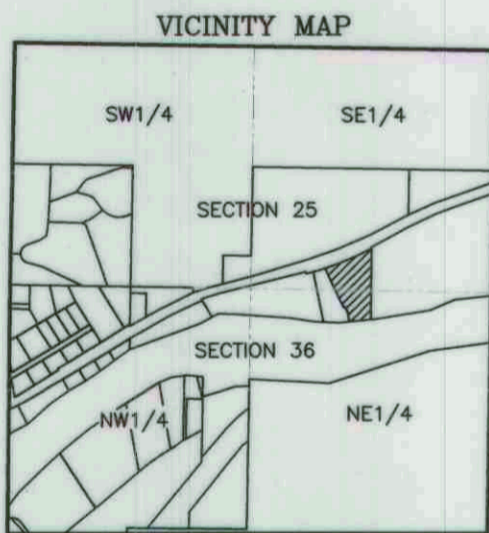 VICINITY MAP
SW1/4
SE1/4
SECTION 25
SECTION 36
NW1/4
NE1/4